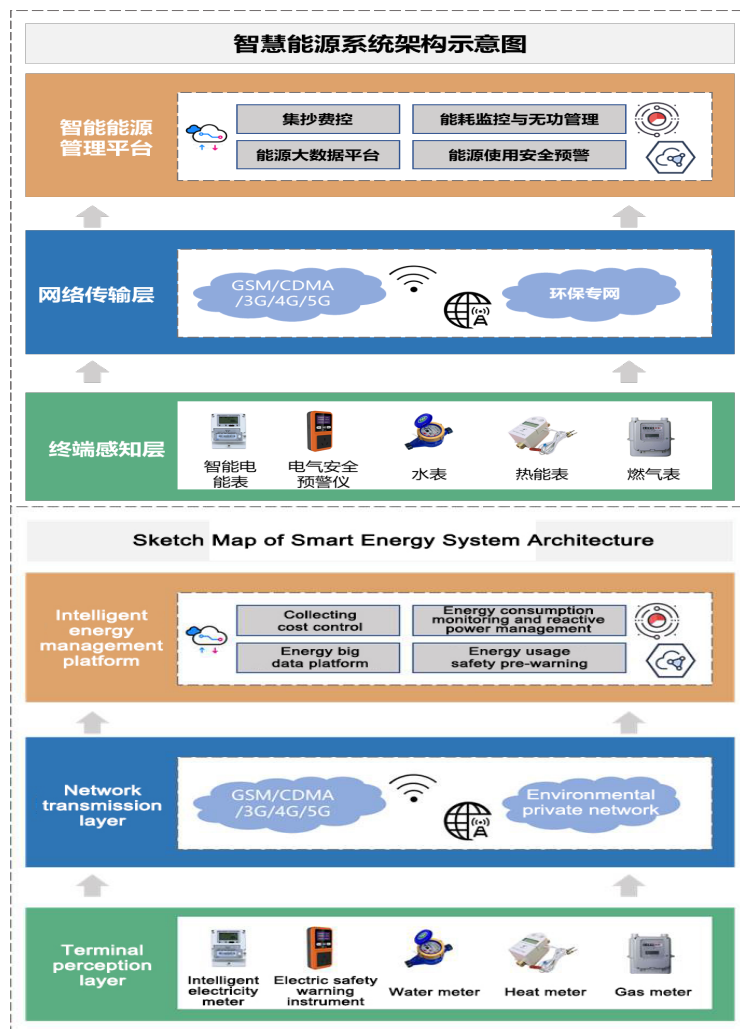 智慧能源系统架构示意图
智能能源
管理平台
集抄费控
能耗监控与无功管理
能源大数据平台
能源使用安全预警
网络传输层
GSM/CDMA
/3G/4G/5G
环保专网
终端感知层
智能电
能表
电气安全
预警仪
水表
热能表
燃气表
Sketch Map of Smart Energy System Architecture
Intelligent
energy
management
platform
Collecting
cost control
Energy consumption
monitoring and reactive
power management
Energy big
data platform
Energy usage
safety pre-warning
Network
transmission
layer
GSM/CDMA
/3G/4G/5G
Environmental
private network
Terminal
perception
layer
Intelligent
electricity
meter
Electric safety
warning
instrument
Water meter
Heat meter
Gas meter